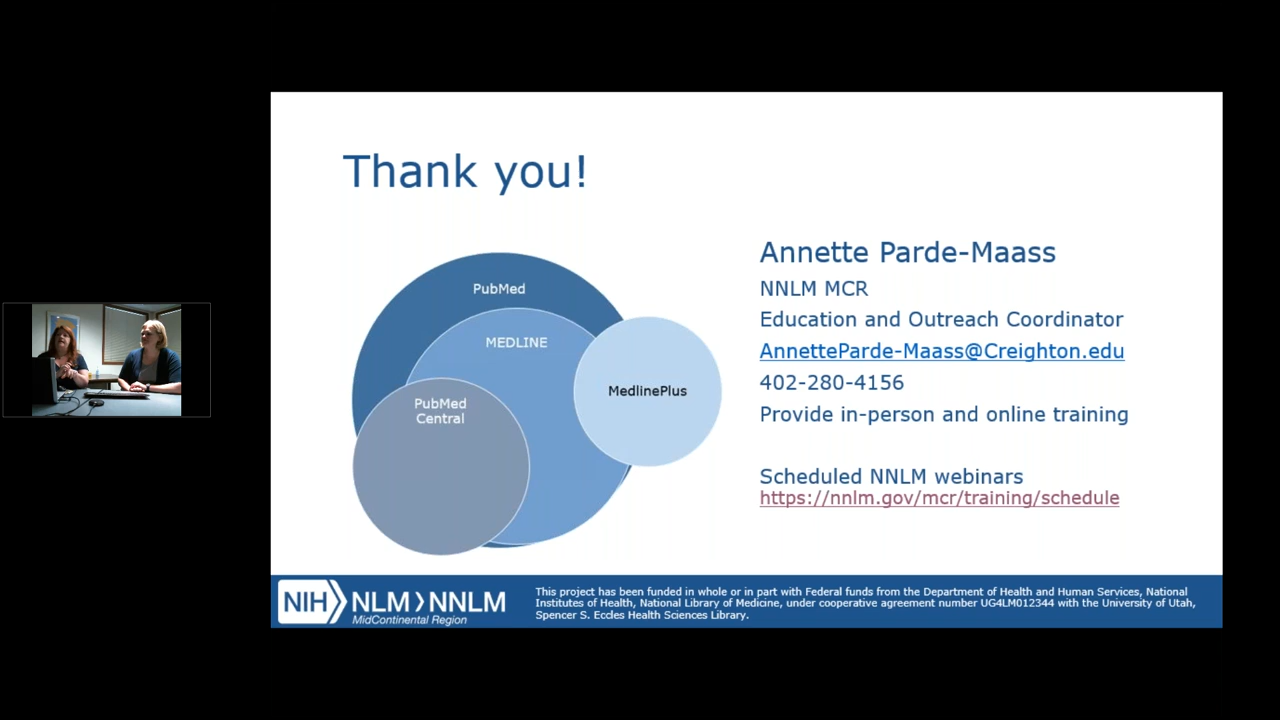 Thank you!
PubMed
MEDLINE
PubMed
Central
MedlinePlus
Annette Parde-Maass
NNLM MCR
Education and Outreach Coordinator
AnnetteParde-Maass@Creighton.edu
402-280-4156
Provide in-person and online training
Scheduled NNLM webinars
https://nnlm.gov/mcr/training/schedule
NIH NLM NNLM
MidContinental Region
This project has been funded in whole or in part with Federal funds from the Department of Health and Human Services, National
Institutes of Health, National Library of Medicine, under cooperative agreement number UG4LM012344 with the University of Utah,
Spencer S. Eccles Health Sciences Library.